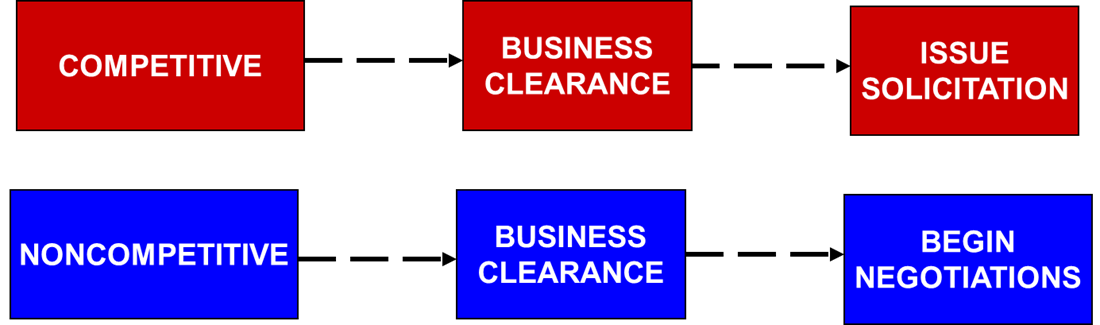 COMPETITIVE
BUSINESS
CLEARANCE
ISSUE
SOLICITATION
NONCOMPETITIVE
BUSINESS
CLEARANCE
BEGIN
NEGOTIATIONS